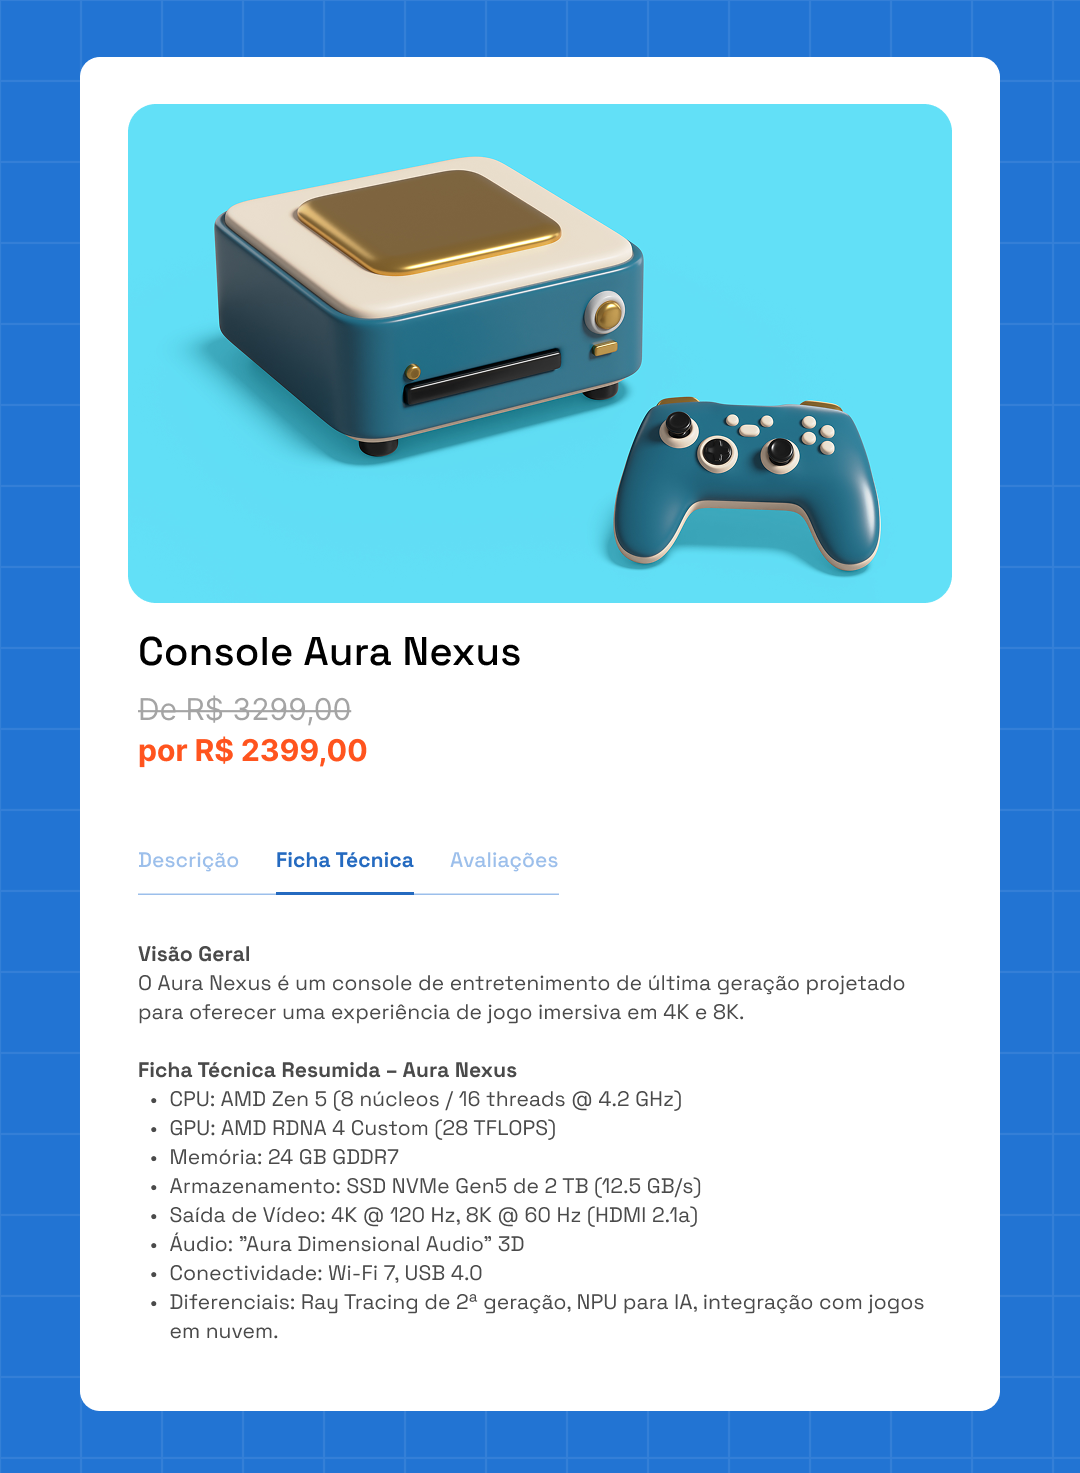 Console Aura Nexus
De R$ 3299,00
por R$ 2399,00
Descrição Ficha Técnica Avaliações
Visão Geral
O Aura Nexus é um console de entretenimento de última geração projetado
para oferecer uma experiência de jogo imersiva em 4K e 8K.
Ficha Técnica Resumida – Aura Nexus
• CPU: AMD Zen 5 (8 núcleos / 16 threads @ 4.2 GHz)
• GPU: AMD RDNA 4 Custom (28 TFLOPS)
• Memória: 24 GB GDDR7
• Armazenamento: SSD NVMe Gen5 de 2 TB (12.5 GB/s)
• Saída de Vídeo: 4K @ 120 Hz, 8K @ 60 Hz (HDMI 2.1a)
• Áudio: ”Aura Dimensional Audio” 3D
• Conectividade: Wi-Fi 7, USB 4.0
• Diferenciais: Ray Tracing de 2ª geração, NPU para IA, integração com jogos
em nuvem.